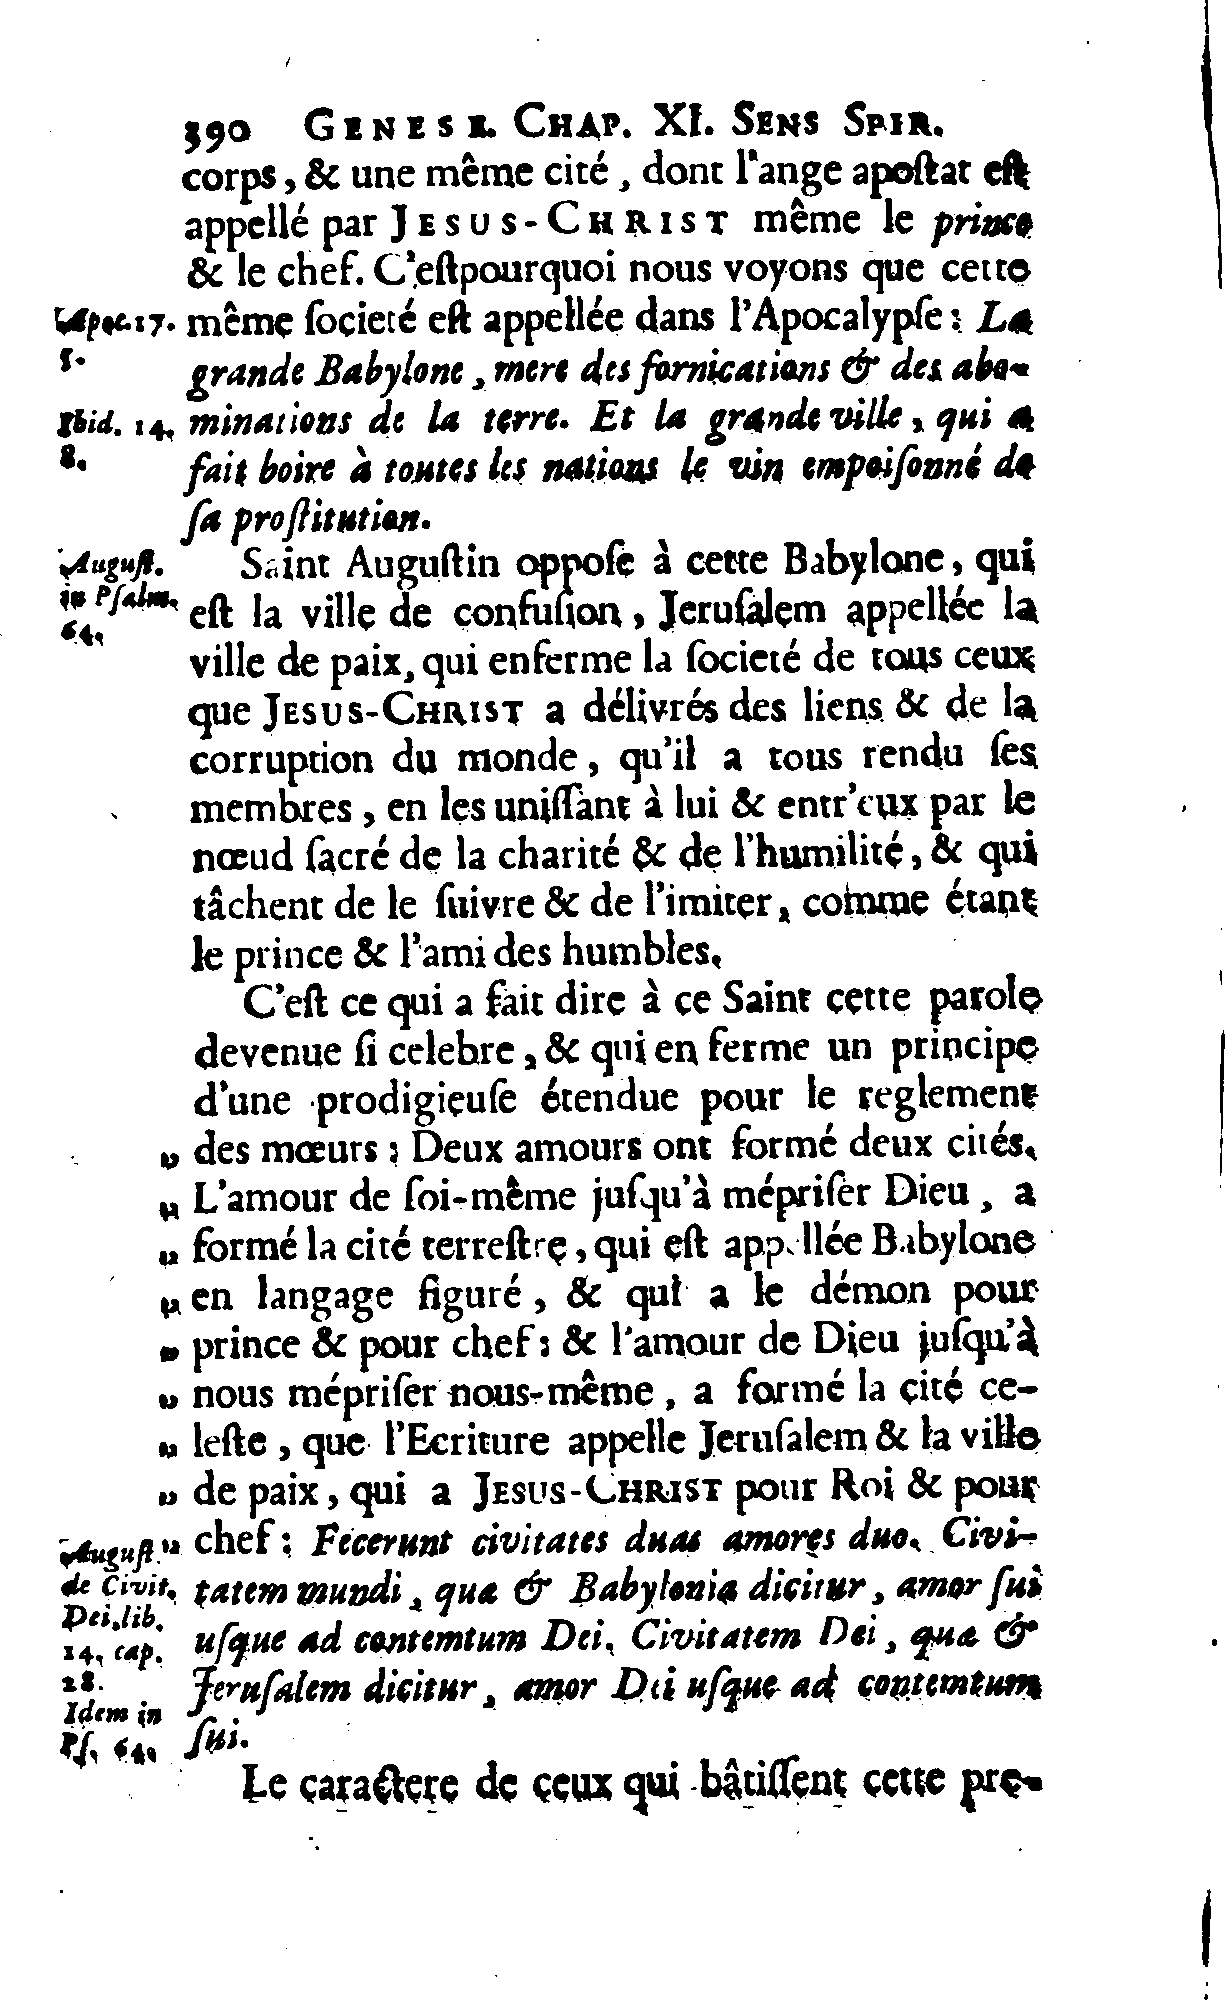 390 GENESE. CHAP. XI. SENS SPIR.
corps, & une même cité, dont l'ange apoſtat eſt
appellé par JESUS-CHRIST même le prince
& le chef. C'eſtpourquoi nous voyons que cette
Apoc. 17. même ſocieté eſt appellée dans l'Apocalypſe: La
5. grande Babylone, mere des fornications & des abo-
Ibid. 14. minations de la terre. Et la grande ville, qui a
8. fait boire à toutes les nations le vin empoiſonné de
ſa proſtitution.
Auguſt. Saint Auguſtin oppoſe à cette Babylone, qui
in Pſalm. eſt la ville de confuſion, Jeruſalem appellée la
64. ville de paix, qui enferme la ſocieté de tous ceux
que JESUS-CHRIST a délivrés des liens & de la
corruption du monde, qu'il a tous rendu ſes
membres, en les uniſſant à lui & entr'eux par le
nœud ſacré de la charité & de l'humilité, & qui
tâchent de le ſuivre & de l'imiter, comme étant
le prince & l'ami des humbles.
C'eſt ce qui a fait dire à ce Saint cette parole
devenue ſi celebre, & qui en ferme un principe
d'une prodigieuſe étendue pour le reglement
„ des mœurs: Deux amours ont formé deux cités.
„ L'amour de ſoi-même juſqu'à mépriſer Dieu, a
„ formé la cité terreſtre, qui eſt appellée Babylone
„ en langage figuré, & qui a le démon pour
„ prince & pour chef: & l'amour de Dieu juſqu'à
„ nous mépriſer nous-même, a formé la cité ce-
„ leſte, que l'Ecriture appelle Jeruſalem & la ville
„ de paix, qui a JESUS-CHRIST pour Roi & pour
Auguſt. „ chef: Fecerunt civitates duas amores duo. Civi-
de Civit. tatem mundi, quæ & Babylonia dicitur, amor ſui
Dei, lib.
14. cap. uſque ad contemtum Dei. Civitatem Dei, quæ &
28. Jeruſalem dicitur, amor Dei uſque ad contemtum
Idem in
Pſ. 64. ſui.
Le caractere de ceux qui bâtiſſent cette pre-